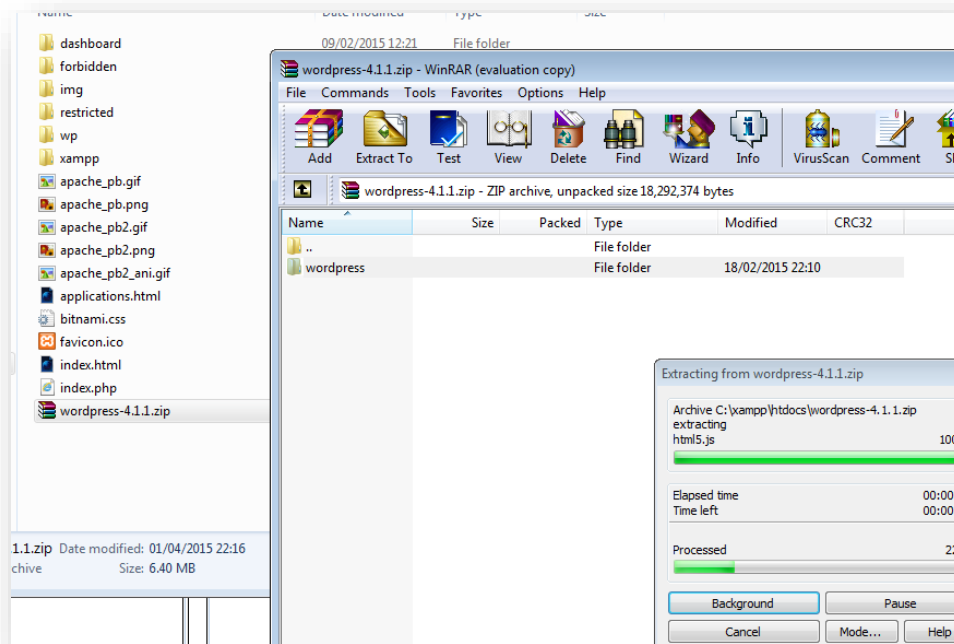 Name Date modified Type Size
dashboard 09/02/2015 12:21 File folder
forbidden
img
restricted
wp
xampp
apache_pb.gif
apache_pb.png
apache_pb2.gif
apache_pb2.png
apache_pb2_ani.gif
applications.html
bitnami.css
favicon.ico
index.html
index.php
wordpress-4.1.1.zip
.1.1.zip Date modified: 01/04/2015 22:16
chive Size: 6.40 MB
wordpress-4.1.1.zip - WinRAR (evaluation copy)
File Commands Tools Favorites Options Help
Add Extract To Test View Delete Find Wizard Info VirusScan Comment
wordpress-4.1.1.zip - ZIP archive, unpacked size 18,292,374 bytes
Name Size Packed Type Modified CRC32
.. File folder
wordpress File folder 18/02/2015 22:10
Extracting from wordpress-4.1.1.zip
Archive C:\xampp\htdocs\wordpress-4.1.1.zip
extracting
html5.js 100
Elapsed time 00:00
Time left 00:00
Processed 22
Background Pause
Cancel Mode... Help